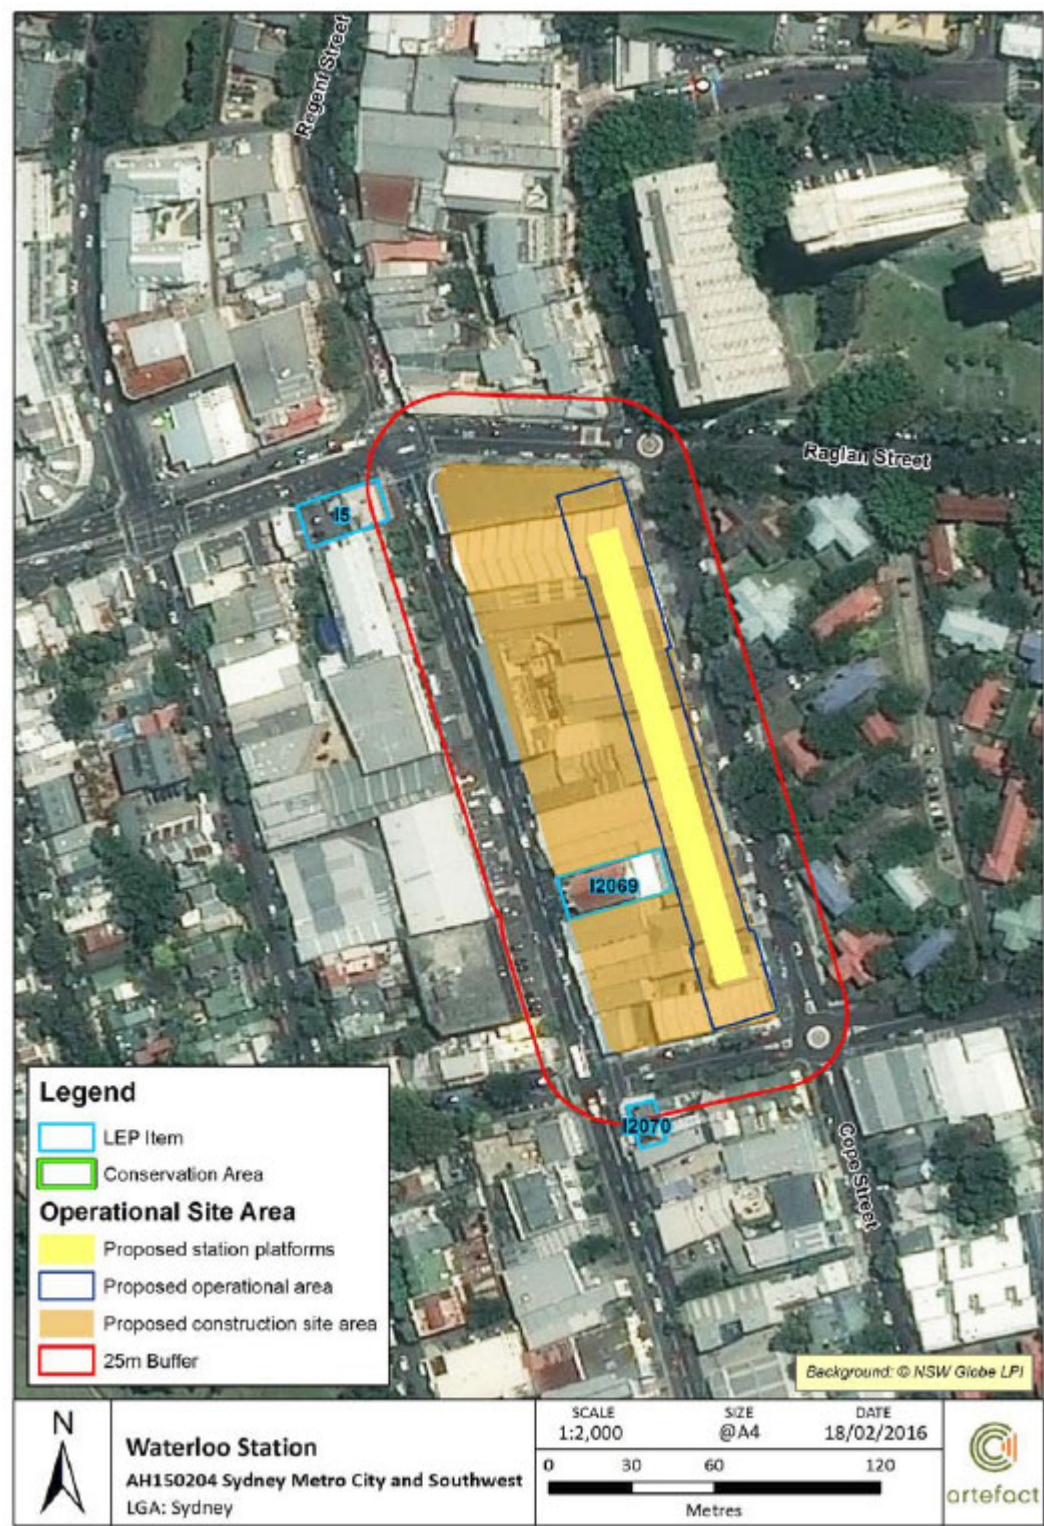 Regent Street
Raglan Street
I5
I2069
I2070
Cope Street
Legend
LEP Item
Conservation Area
Operational Site Area
Proposed station platforms
Proposed operational area
Proposed construction site area
25m Buffer
Background: © NSW Globe LPI
N
Waterloo Station
AH150204 Sydney Metro City and Southwest
LGA: Sydney
SCALE
1:2,000
SIZE
@A4
DATE
18/02/2016
0 30 60 120
Metres
artefact